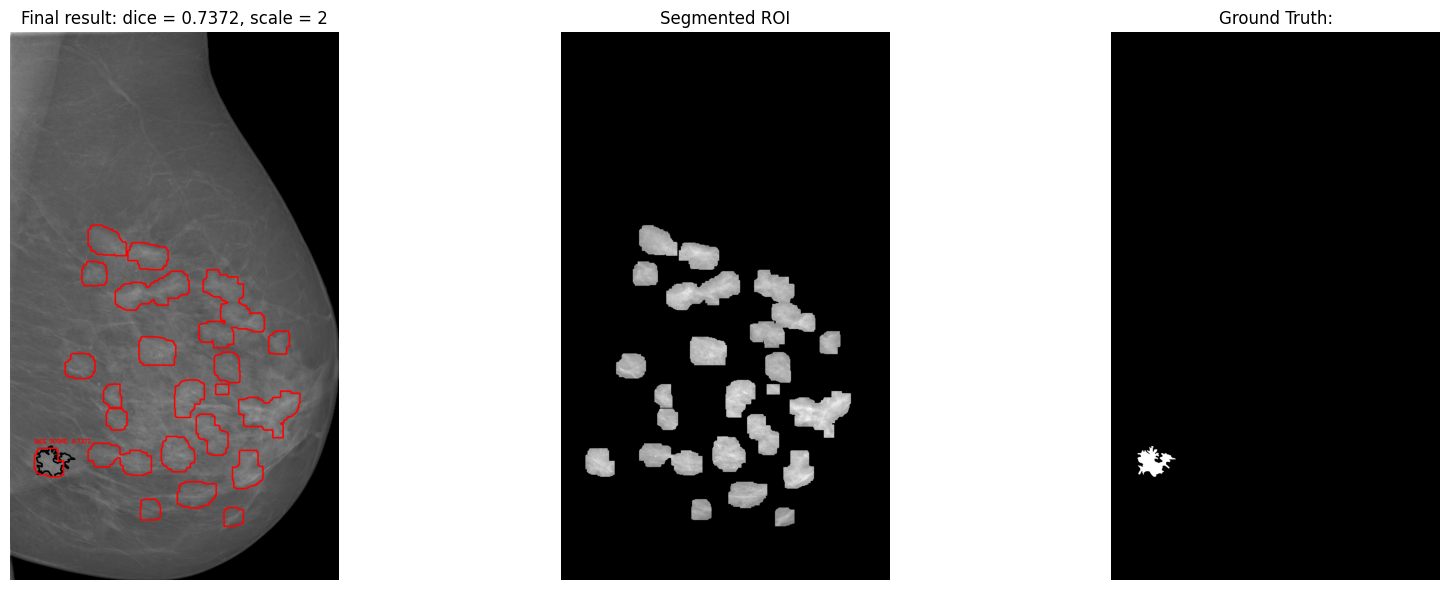 Final result: dice = 0.7372, scale = 2
Segmented ROI
Ground Truth: